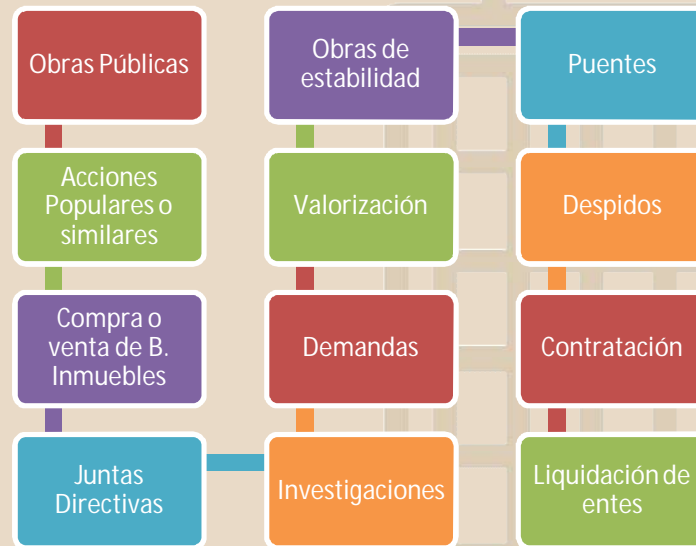 Obras Públicas
Acciones
Populares o
similares
Compra o
venta de B.
Inmuebles
Juntas
Directivas
Investigaciones
Demandas
Valorización
Obras de
estabilidad
Puentes
Despidos
Contratación
Liquidación de
entes